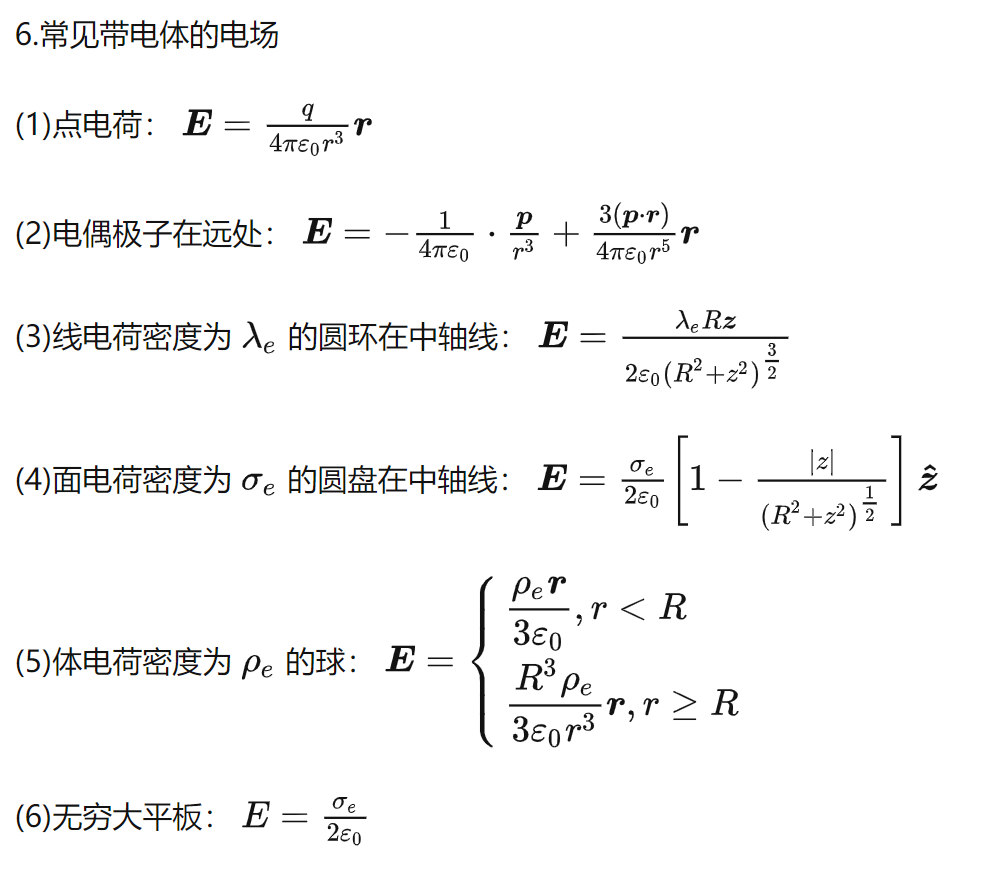 6.常见带电体的电场
(1)点电荷： $\boldsymbol{E}=\frac{q}{4\pi\varepsilon_0 r^3}\boldsymbol{r}$
(2)电偶极子在远处： $\boldsymbol{E}=-\frac{1}{4\pi\varepsilon_0}\cdot\frac{\boldsymbol{p}}{r^3}+\frac{3(\boldsymbol{p}\cdot\boldsymbol{r})}{4\pi\varepsilon_0 r^5}\boldsymbol{r}$
(3)线电荷密度为 $\lambda_e$ 的圆环在中轴线： $\boldsymbol{E}=\frac{\lambda_e R\boldsymbol{z}}{2\varepsilon_0(R^2+z^2)^{\frac{3}{2}}}$
(4)面电荷密度为 $\sigma_e$ 的圆盘在中轴线： $\boldsymbol{E}=\frac{\sigma_e}{2\varepsilon_0}\left[1-\frac{|z|}{(R^2+z^2)^{\frac{1}{2}}}\right]\hat{\boldsymbol{z}}$
(5)体电荷密度为 $\rho_e$ 的球： $\boldsymbol{E}=\begin{cases}\dfrac{\rho_e\boldsymbol{r}}{3\varepsilon_0},r<R\\\dfrac{R^3\rho_e}{3\varepsilon_0 r^3}\boldsymbol{r},r\geq R\end{cases}$
(6)无穷大平板： $E=\frac{\sigma_e}{2\varepsilon_0}$